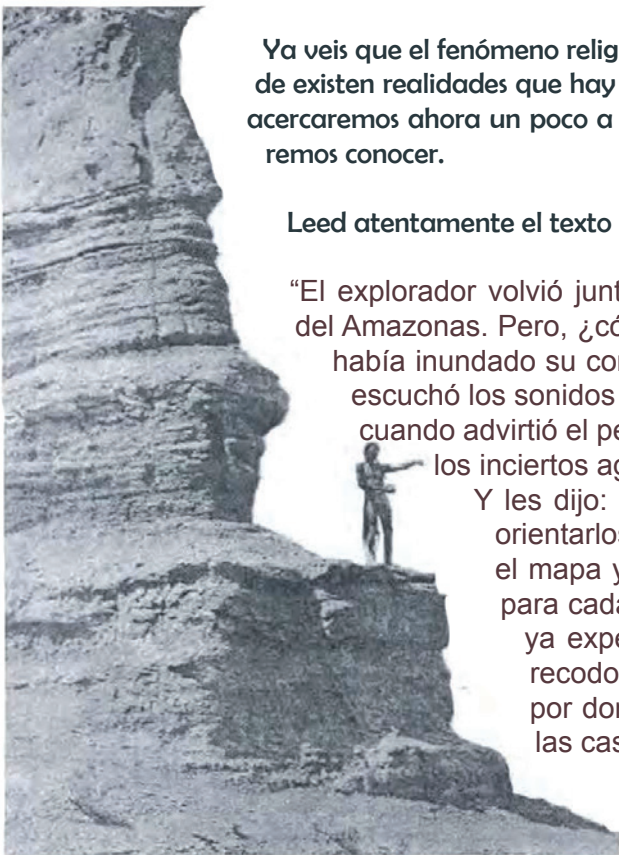 Ya veis que el fenómeno relig
de existen realidades que hay
acercaremos ahora un poco a
remos conocer.
Leed atentamente el texto
“El explorador volvió junt
del Amazonas. Pero, ¿có
había inundado su cor
escuchó los sonidos
cuando advirtió el pe
los inciertos ag
Y les dijo:
orientarlos
el mapa y
para cada
ya expe
recodo
por don
las cas